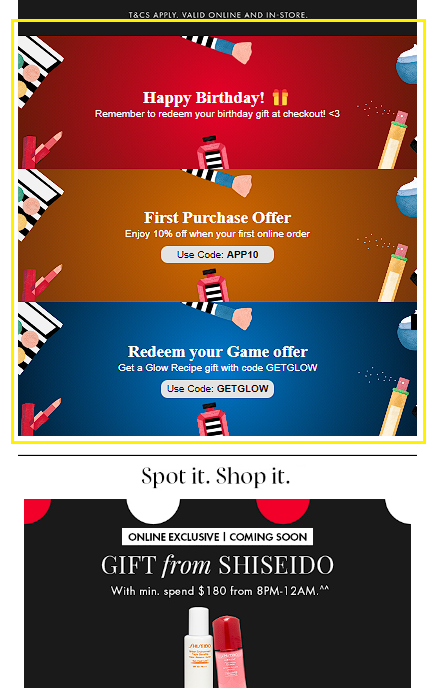 T&CS APPLY. VALID ONLINE AND IN-STORE.
Happy Birthday! 🎁
Remember to redeem your birthday gift at checkout! <3
First Purchase Offer
Enjoy 10% off when your first online order
Use Code: APP10
Redeem your Game offer
Get a Glow Recipe gift with code GETGLOW
Use Code: GETGLOW
Spot it. Shop it.
ONLINE EXCLUSIVE | COMING SOON
GIFT from SHISEIDO
With min. spend $180 from 8PM-12AM.^^
SHISEIDO